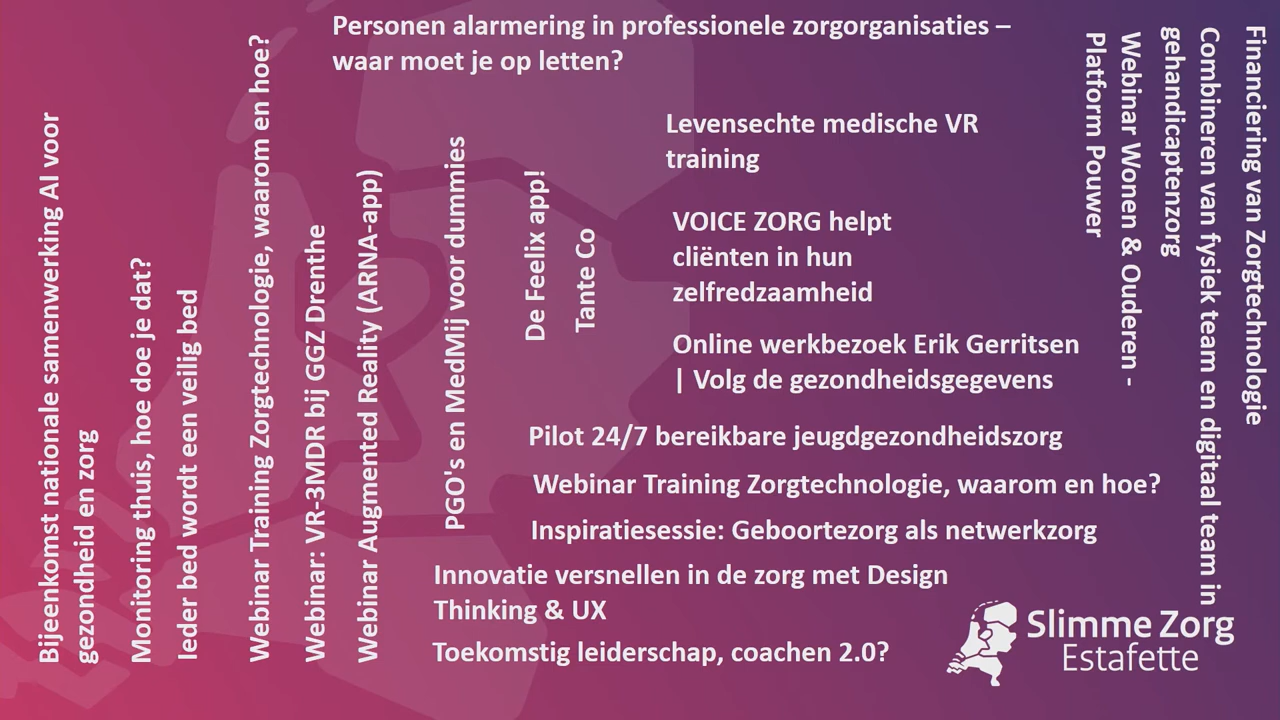 Bijeenkomst nationale samenwerking AI voor
gezondheid en zorg
Monitoring thuis, hoe doe je dat?
Ieder bed wordt een veilig bed
Webinar Training Zorgtechnologie, waarom en hoe?
Webinar: VR-3MDR bij GGZ Drenthe
Webinar Augmented Reality (ARNA-app)
PGO's en MedMij voor dummies
De Feelix app!
Tante Co
Personen alarmering in professionele zorgorganisaties –
waar moet je op letten?
Levensechte medische VR
training
VOICE ZORG helpt
cliënten in hun
zelfredzaamheid
Online werkbezoek Erik Gerritsen
| Volg de gezondheidsgegevens
Pilot 24/7 bereikbare jeugdgezondheidszorg
Webinar Training Zorgtechnologie, waarom en hoe?
Inspiratiesessie: Geboortezorg als netwerkzorg
Innovatie versnellen in de zorg met Design
Thinking & UX
Toekomstig leiderschap, coachen 2.0?
Financiering van Zorgtechnologie
Combineren van fysiek team en digitaal team in
gehandicaptenzorg
Webinar Wonen & Ouderen -
Platform Pouwer
Slimme Zorg
Estafette